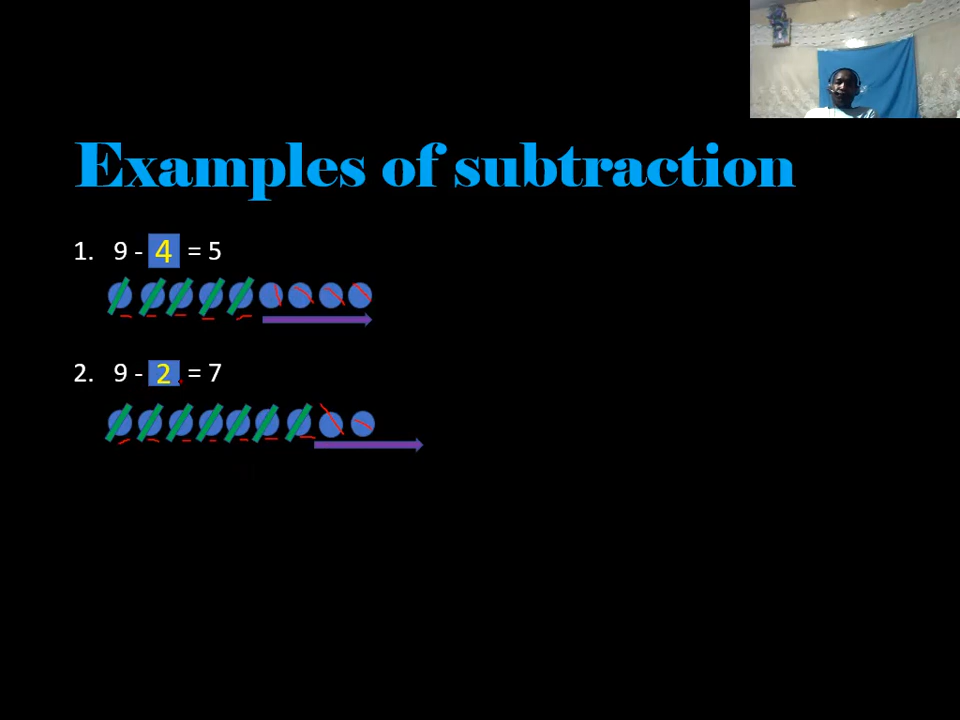 Examples of subtraction
1. 9 - 4 = 5
2. 9 - 2 = 7